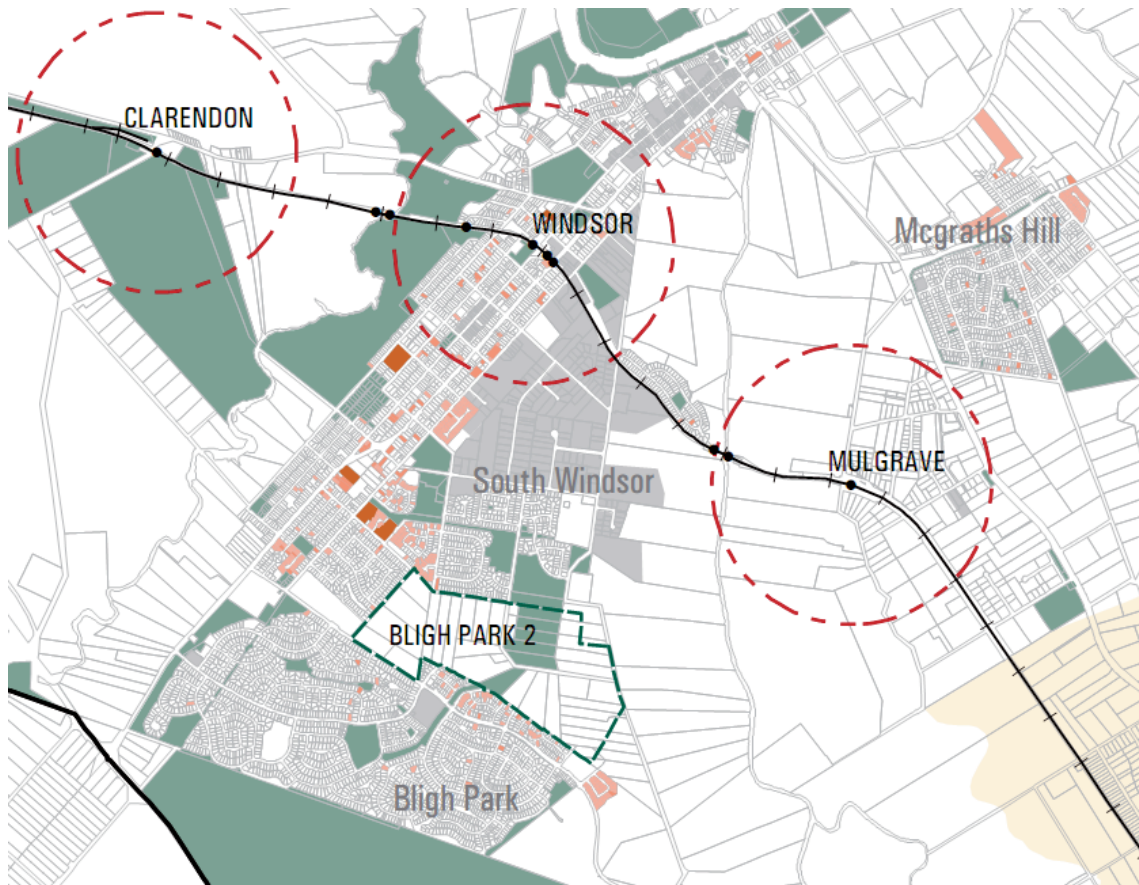 CLARENDON
WINDSOR
Mcgraths Hill
MULGRAVE
South Windsor
BLIGH PARK 2
Bligh Park